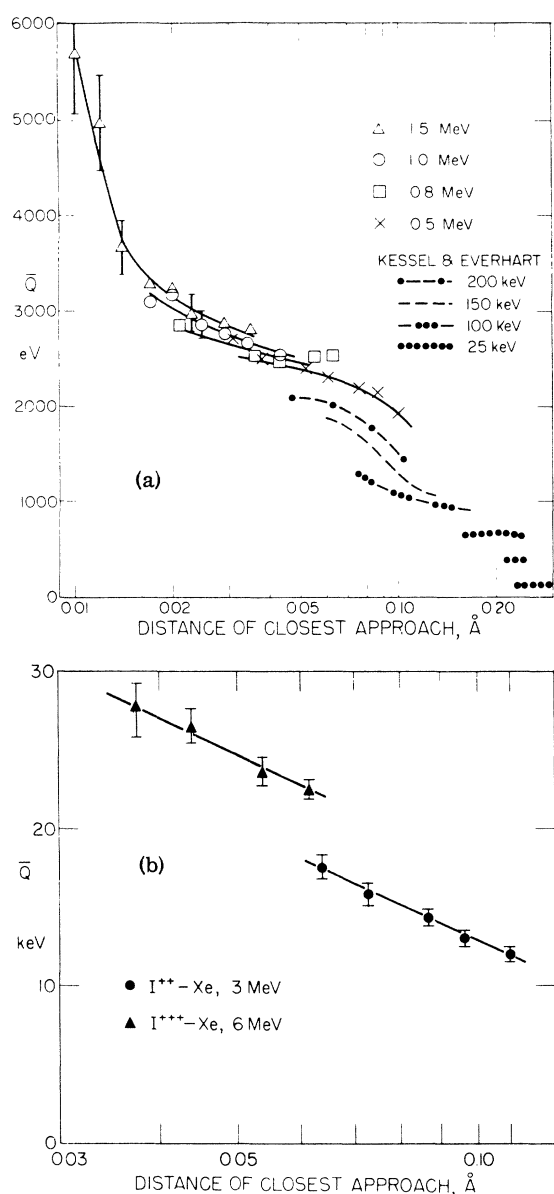 6000
5000
4000
3000
Q̄
eV
2000
1000
0
△ 1.5 MeV
○ 1.0 MeV
□ 0.8 MeV
× 0.5 MeV
KESSEL & EVERHART
200 keV
150 keV
100 keV
25 keV
(a)
0.01 0.02 0.05 0.10 0.20
DISTANCE OF CLOSEST APPROACH, Å
30
20
Q̄
keV
10
0
(b)
● I⁺⁺–Xe, 3 MeV
▲ I⁺⁺⁺–Xe, 6 MeV
0.03 0.05 0.10
DISTANCE OF CLOSEST APPROACH, Å